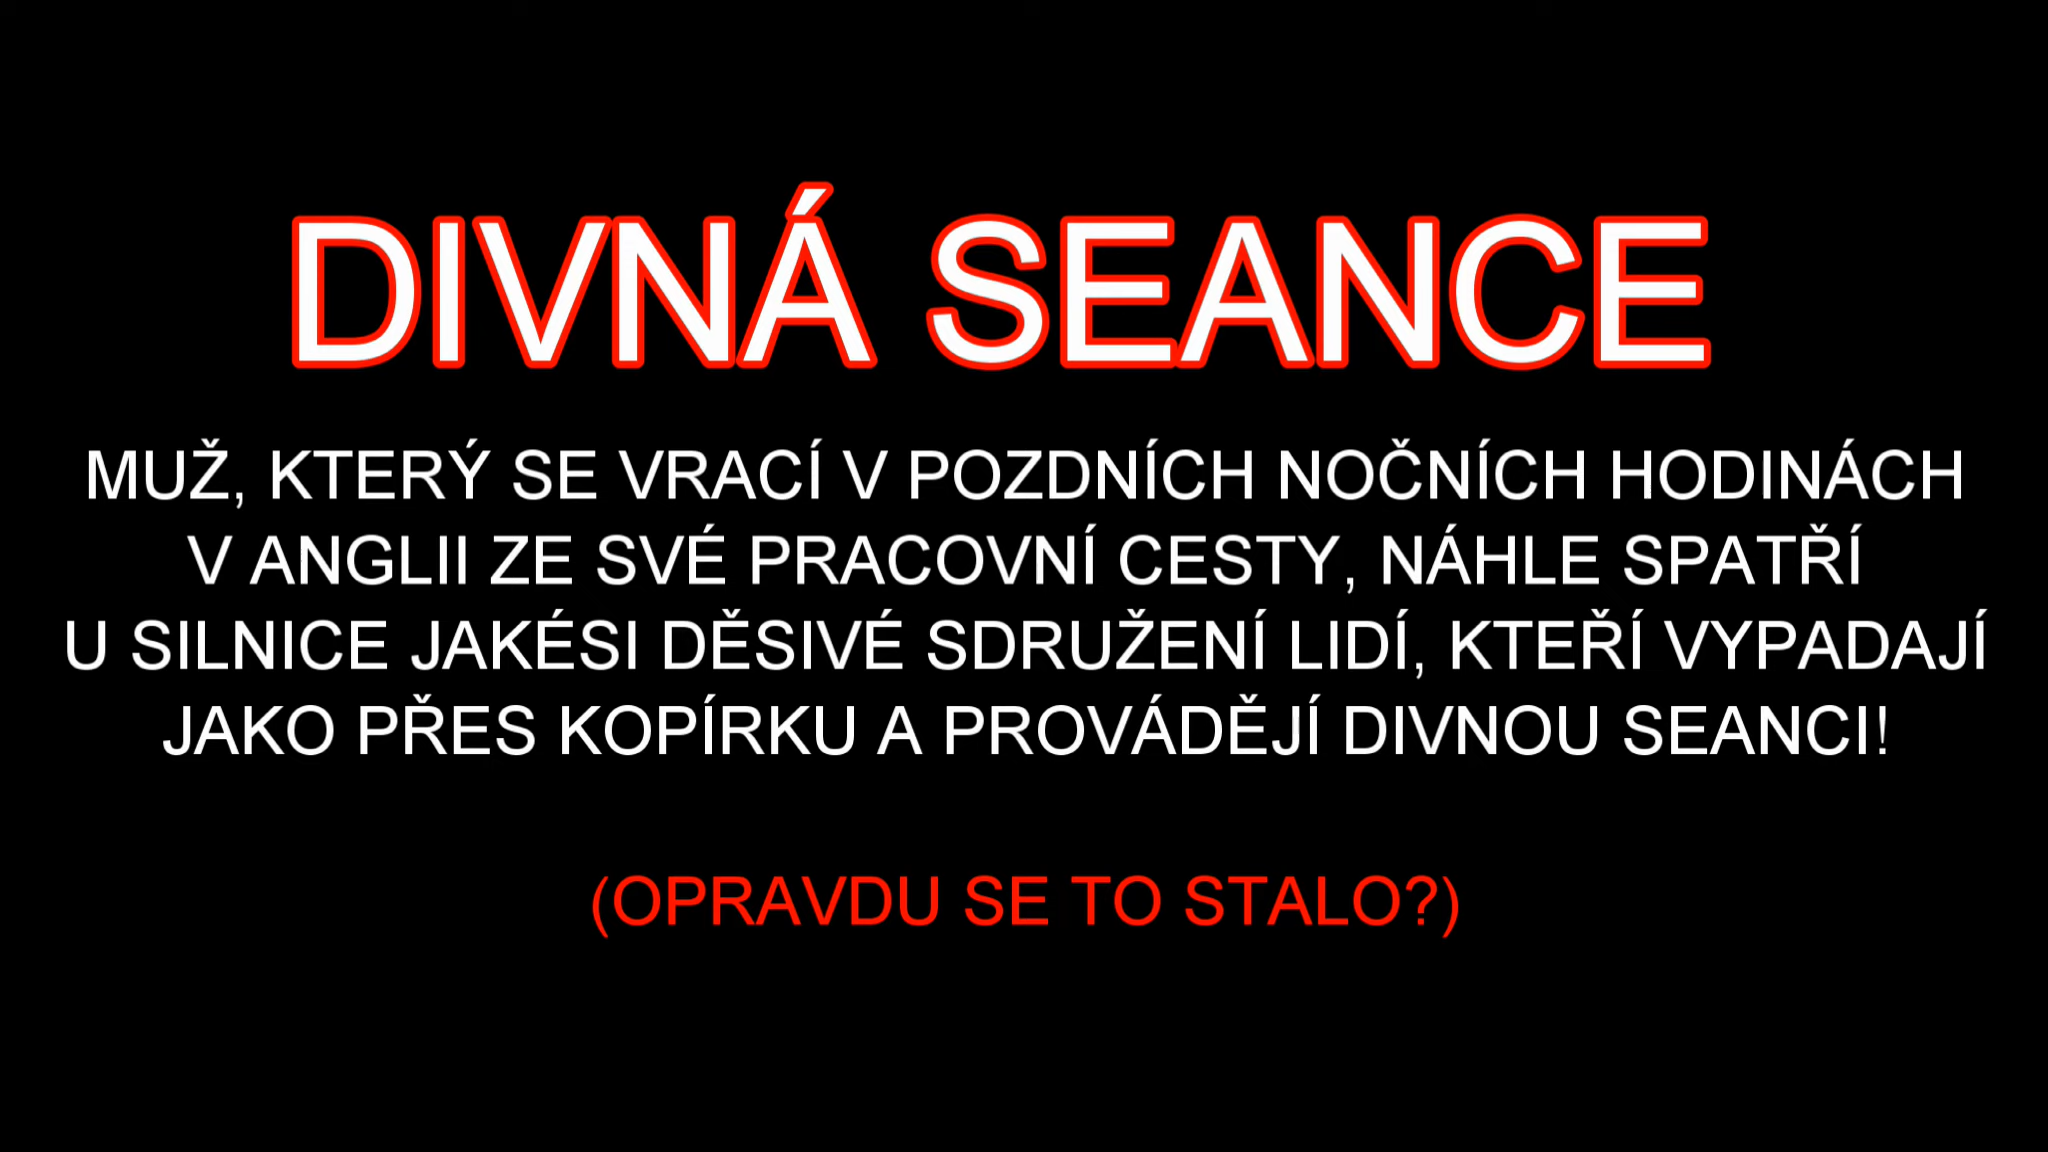 DIVNÁ SEANCE
MUŽ, KTERÝ SE VRACÍ V POZDNÍCH NOČNÍCH HODINÁCH
V ANGLII ZE SVÉ PRACOVNÍ CESTY, NÁHLE SPATŘÍ
U SILNICE JAKÉSI DĚSIVÉ SDRUŽENÍ LIDÍ, KTEŘÍ VYPADAJÍ
JAKO PŘES KOPÍRKU A PROVÁDĚJÍ DIVNOU SEANCI!
(OPRAVDU SE TO STALO?)